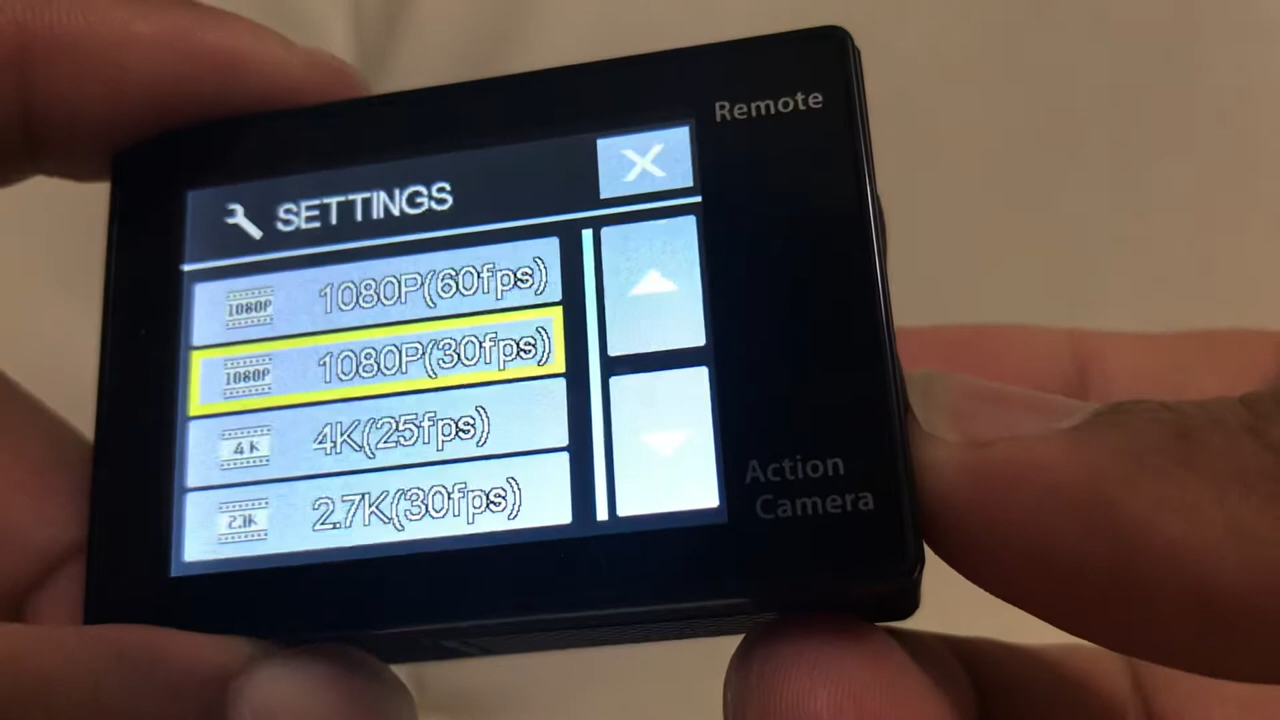 Remote
X
SETTINGS
1080P 1080P(60fps)
1080P 1080P(30fps)
4K 4K(25fps)
2.7K 2.7K(30fps)
Action
Camera